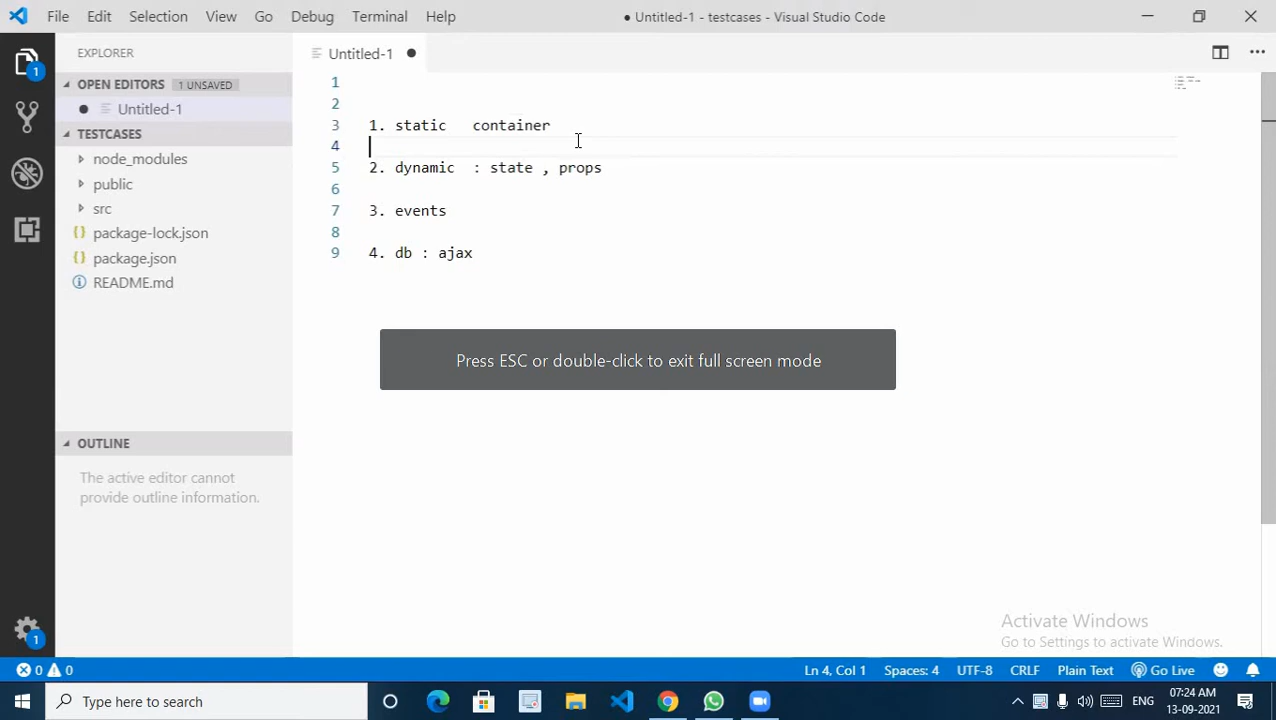 File Edit Selection View Go Debug Terminal Help
● Untitled-1 - testcases - Visual Studio Code
EXPLORER
Untitled-1 ●
OPEN EDITORS 1 UNSAVED
● Untitled-1
TESTCASES
node_modules
public
src
{} package-lock.json
{} package.json
README.md
OUTLINE
The active editor cannot
provide outline information.
1
2
3 1. static container
4
5 2. dynamic : state , props
6
7 3. events
8
9 4. db : ajax
Press ESC or double-click to exit full screen mode
Activate Windows
Go to Settings to activate Windows.
1
1
0 0 Ln 4, Col 1 Spaces: 4 UTF-8 CRLF Plain Text Go Live
Type here to search
ENG
07:24 AM
13-09-2021